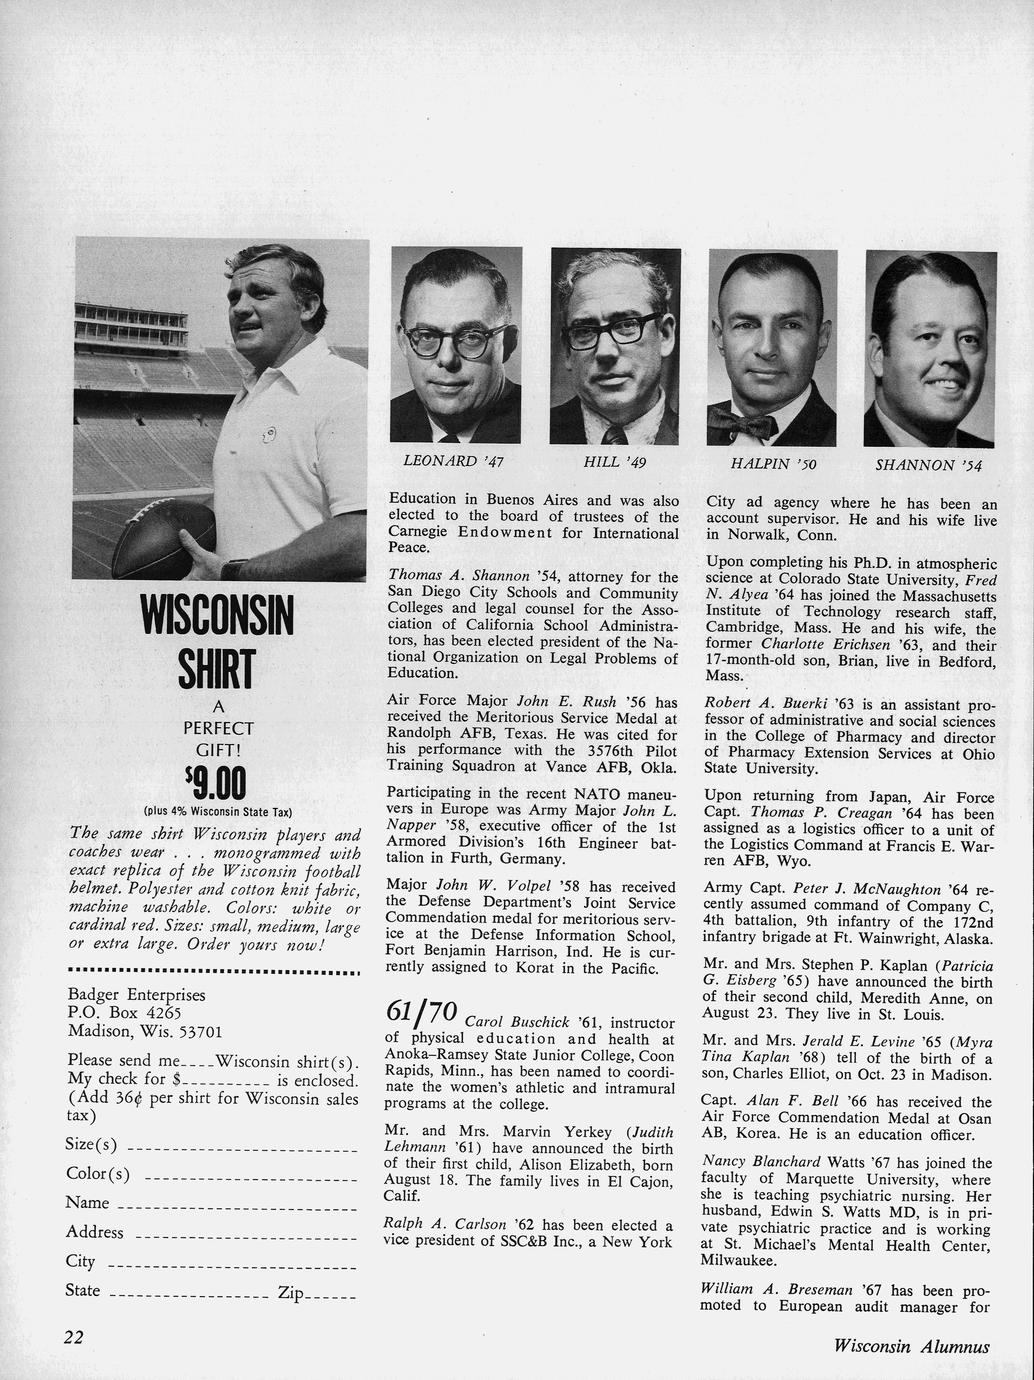 WISCONSIN
SHIRT
A
PERFECT
GIFT!
$9.00
(plus 4% Wisconsin State Tax)
The same shirt Wisconsin players and
coaches wear . . . monogrammed with
exact replica of the Wisconsin football
helmet. Polyester and cotton knit fabric,
machine washable. Colors: white or
cardinal red. Sizes: small, medium, large
or extra large. Order yours now!
Badger Enterprises
P.O. Box 4265
Madison, Wis. 53701
Please send me____Wisconsin shirt(s).
My check for $__________ is enclosed.
(Add 36¢ per shirt for Wisconsin sales
tax)
Size(s) __________________________
Color(s) ________________________
Name ___________________________
Address _________________________
City ____________________________
State __________________ Zip______
LEONARD '47
HILL '49
HALPIN '50
SHANNON '54
Education in Buenos Aires and was also
elected to the board of trustees of the
Carnegie Endowment for International
Peace.
Thomas A. Shannon '54, attorney for the
San Diego City Schools and Community
Colleges and legal counsel for the Asso-
ciation of California School Administra-
tors, has been elected president of the Na-
tional Organization on Legal Problems of
Education.
Air Force Major John E. Rush '56 has
received the Meritorious Service Medal at
Randolph AFB, Texas. He was cited for
his performance with the 3576th Pilot
Training Squadron at Vance AFB, Okla.
Participating in the recent NATO maneu-
vers in Europe was Army Major John L.
Napper '58, executive officer of the 1st
Armored Division's 16th Engineer bat-
talion in Furth, Germany.
Major John W. Volpel '58 has received
the Defense Department's Joint Service
Commendation medal for meritorious serv-
ice at the Defense Information School,
Fort Benjamin Harrison, Ind. He is cur-
rently assigned to Korat in the Pacific.
61/70 Carol Buschick '61, instructor
of physical education and health at
Anoka–Ramsey State Junior College, Coon
Rapids, Minn., has been named to coordi-
nate the women's athletic and intramural
programs at the college.
Mr. and Mrs. Marvin Yerkey (Judith
Lehmann '61) have announced the birth
of their first child, Alison Elizabeth, born
August 18. The family lives in El Cajon,
Calif.
Ralph A. Carlson '62 has been elected a
vice president of SSC&B Inc., a New York
City ad agency where he has been an
account supervisor. He and his wife live
in Norwalk, Conn.
Upon completing his Ph.D. in atmospheric
science at Colorado State University, Fred
N. Alyea '64 has joined the Massachusetts
Institute of Technology research staff,
Cambridge, Mass. He and his wife, the
former Charlotte Erichsen '63, and their
17-month-old son, Brian, live in Bedford,
Mass.
Robert A. Buerki '63 is an assistant pro-
fessor of administrative and social sciences
in the College of Pharmacy and director
of Pharmacy Extension Services at Ohio
State University.
Upon returning from Japan, Air Force
Capt. Thomas P. Creagan '64 has been
assigned as a logistics officer to a unit of
the Logistics Command at Francis E. War-
ren AFB, Wyo.
Army Capt. Peter J. McNaughton '64 re-
cently assumed command of Company C,
4th battalion, 9th infantry of the 172nd
infantry brigade at Ft. Wainwright, Alaska.
Mr. and Mrs. Stephen P. Kaplan (Patricia
G. Eisberg '65) have announced the birth
of their second child, Meredith Anne, on
August 23. They live in St. Louis.
Mr. and Mrs. Jerald E. Levine '65 (Myra
Tina Kaplan '68) tell of the birth of a
son, Charles Elliot, on Oct. 23 in Madison.
Capt. Alan F. Bell '66 has received the
Air Force Commendation Medal at Osan
AB, Korea. He is an education officer.
Nancy Blanchard Watts '67 has joined the
faculty of Marquette University, where
she is teaching psychiatric nursing. Her
husband, Edwin S. Watts MD, is in pri-
vate psychiatric practice and is working
at St. Michael's Mental Health Center,
Milwaukee.
William A. Breseman '67 has been pro-
moted to European audit manager for
22
Wisconsin Alumnus